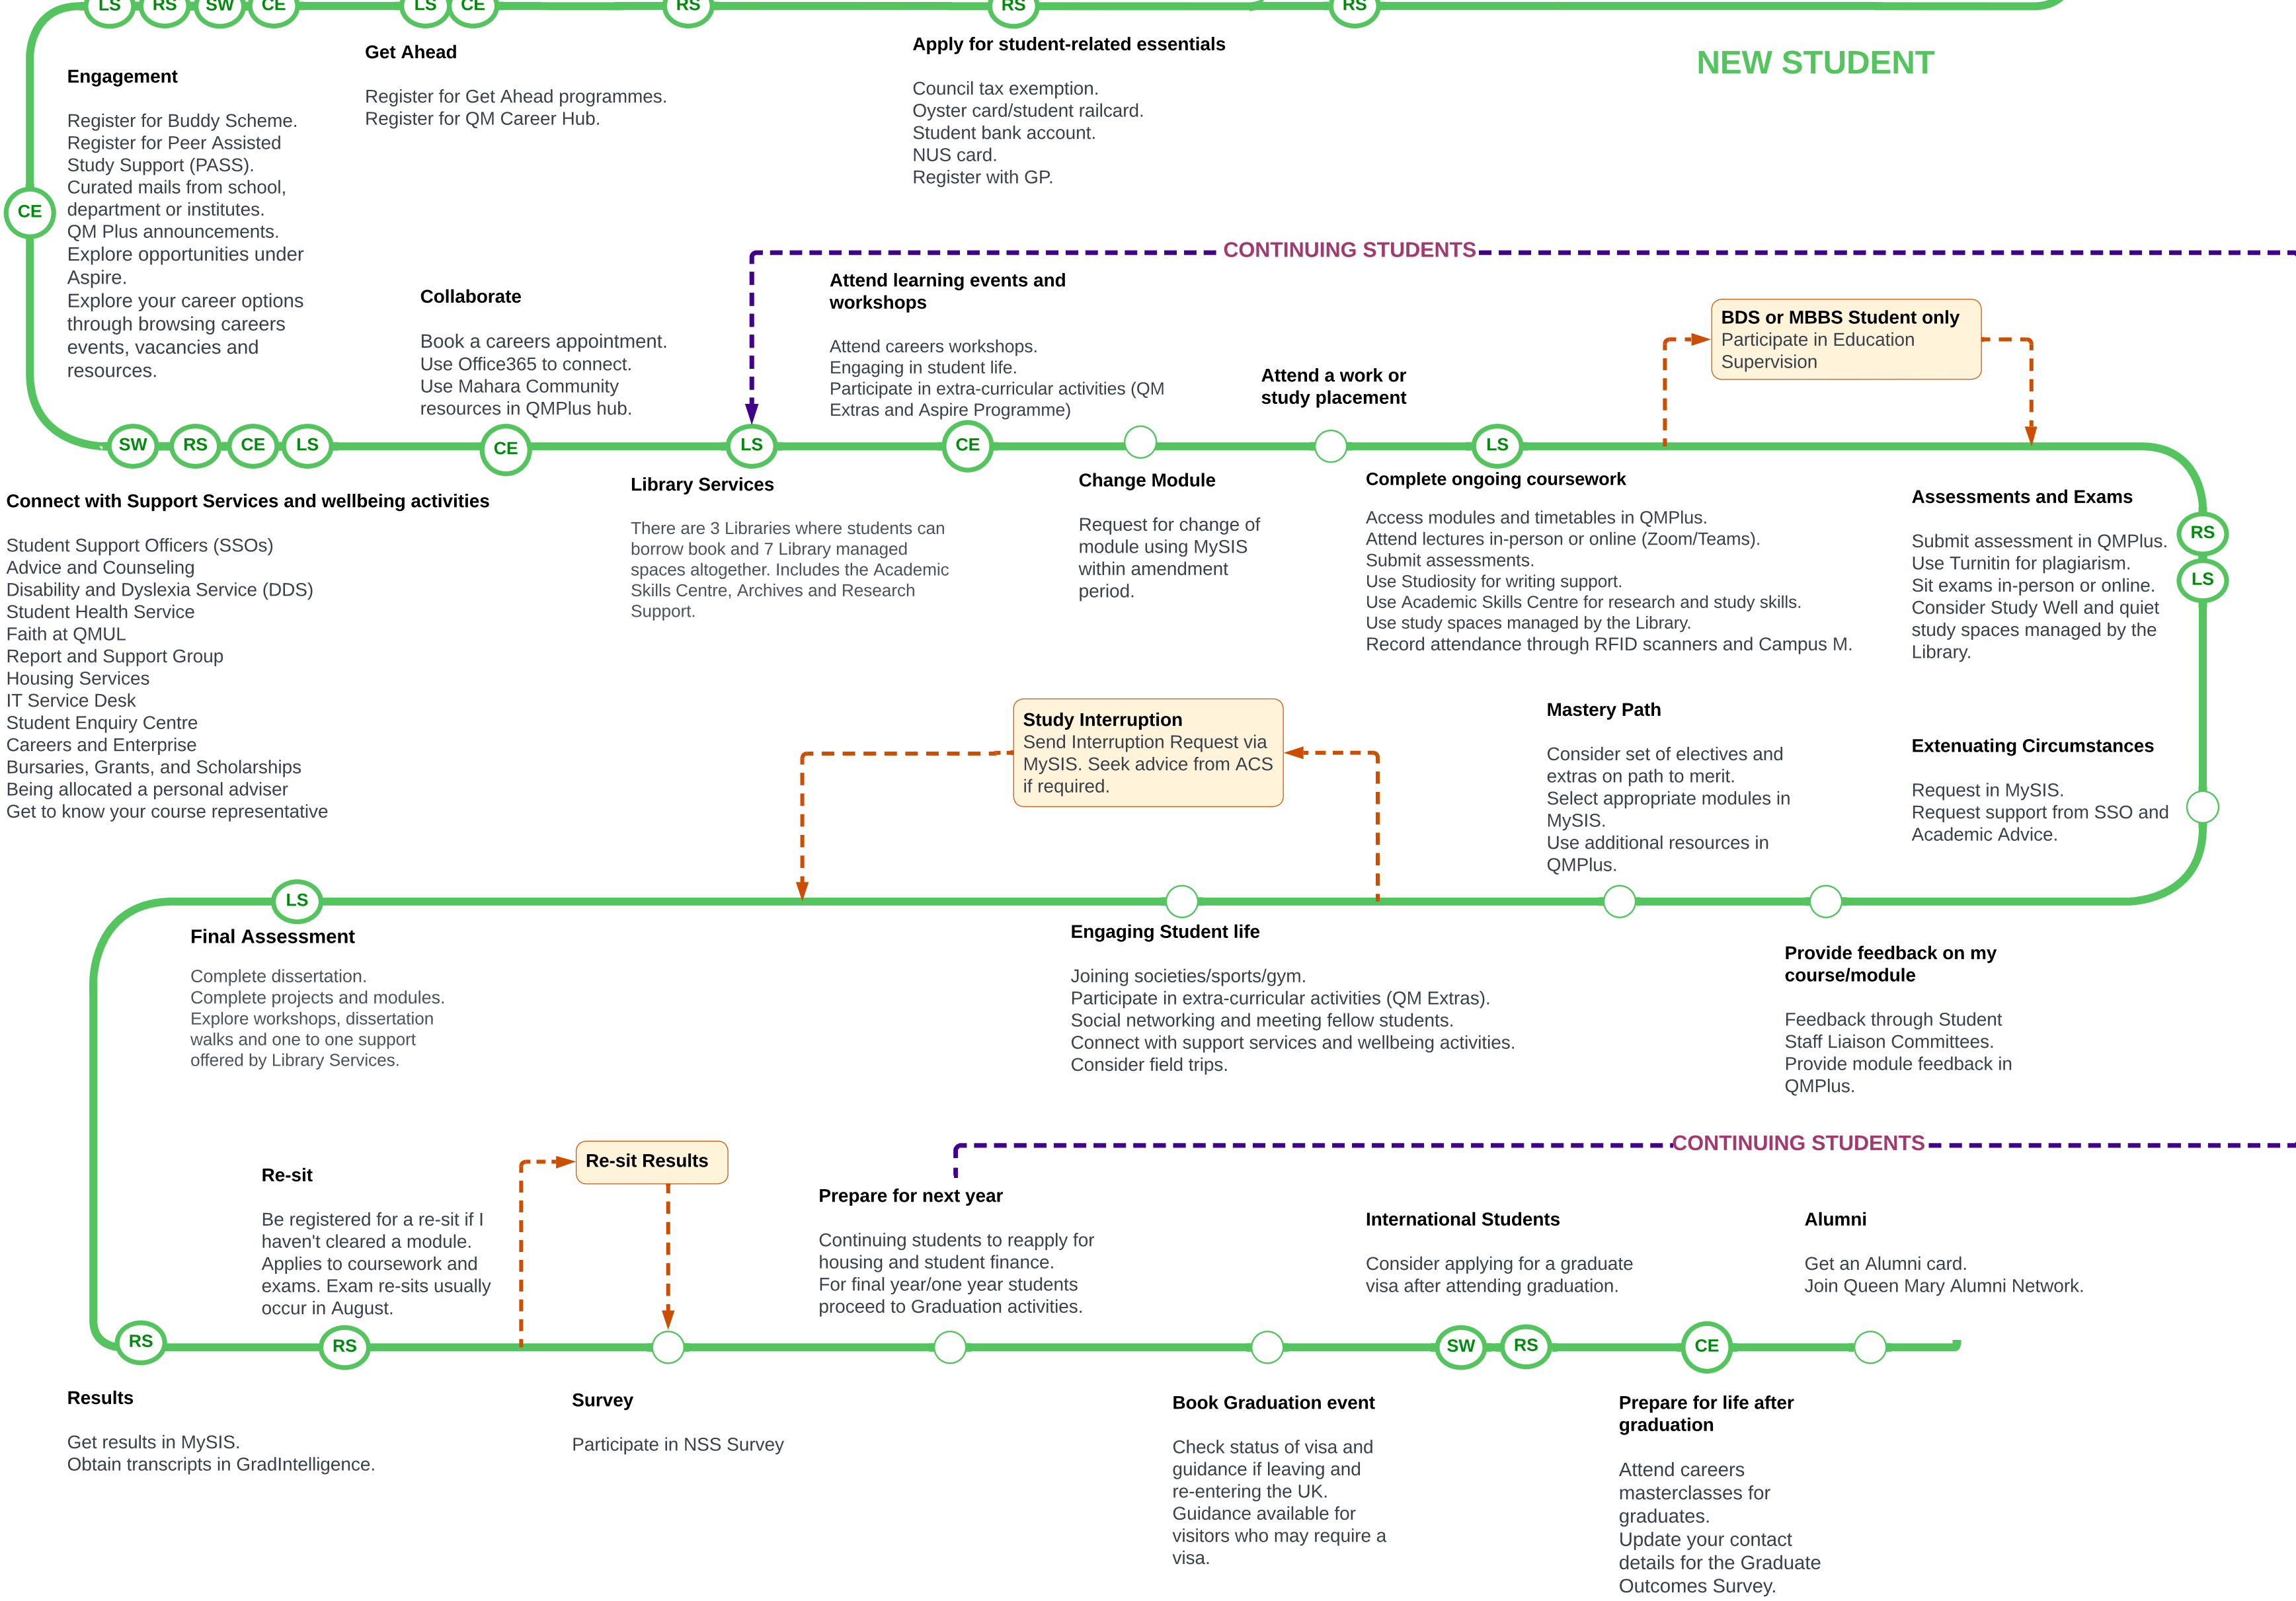 LS
RS
SW
CE
LS
CE
RS
RS
RS
NEW STUDENT
Engagement
Register for Buddy Scheme.
Register for Peer Assisted
Study Support (PASS).
Curated mails from school,
department or institutes.
QM Plus announcements.
Explore opportunities under
Aspire.
Explore your career options
through browsing careers
events, vacancies and
resources.
Get Ahead
Register for Get Ahead programmes.
Register for QM Career Hub.
Apply for student-related essentials
Council tax exemption.
Oyster card/student railcard.
Student bank account.
NUS card.
Register with GP.
CE
CONTINUING STUDENTS
Collaborate
Book a careers appointment.
Use Office365 to connect.
Use Mahara Community
resources in QMPlus hub.
Attend learning events and
workshops
Attend careers workshops.
Engaging in student life.
Participate in extra-curricular activities (QM
Extras and Aspire Programme)
Attend a work or
study placement
BDS or MBBS Student only
Participate in Education
Supervision
SW
RS
CE
LS
CE
LS
CE
LS
Connect with Support Services and wellbeing activities
Student Support Officers (SSOs)
Advice and Counseling
Disability and Dyslexia Service (DDS)
Student Health Service
Faith at QMUL
Report and Support Group
Housing Services
IT Service Desk
Student Enquiry Centre
Careers and Enterprise
Bursaries, Grants, and Scholarships
Being allocated a personal adviser
Get to know your course representative
Library Services
There are 3 Libraries where students can
borrow book and 7 Library managed
spaces altogether. Includes the Academic
Skills Centre, Archives and Research
Support.
Change Module
Request for change of
module using MySIS
within amendment
period.
Complete ongoing coursework
Access modules and timetables in QMPlus.
Attend lectures in-person or online (Zoom/Teams).
Submit assessments.
Use Studiosity for writing support.
Use Academic Skills Centre for research and study skills.
Use study spaces managed by the Library.
Record attendance through RFID scanners and Campus M.
Assessments and Exams
Submit assessment in QMPlus.
Use Turnitin for plagiarism.
Sit exams in-person or online.
Consider Study Well and quiet
study spaces managed by the
Library.
RS
LS
Study Interruption
Send Interruption Request via
MySIS. Seek advice from ACS
if required.
Mastery Path
Consider set of electives and
extras on path to merit.
Select appropriate modules in
MySIS.
Use additional resources in
QMPlus.
Extenuating Circumstances
Request in MySIS.
Request support from SSO and
Academic Advice.
LS
Final Assessment
Complete dissertation.
Complete projects and modules.
Explore workshops, dissertation
walks and one to one support
offered by Library Services.
Engaging Student life
Joining societies/sports/gym.
Participate in extra-curricular activities (QM Extras).
Social networking and meeting fellow students.
Connect with support services and wellbeing activities.
Consider field trips.
Provide feedback on my
course/module
Feedback through Student
Staff Liaison Committees.
Provide module feedback in
QMPlus.
CONTINUING STUDENTS
Re-sit
Be registered for a re-sit if I
haven't cleared a module.
Applies to coursework and
exams. Exam re-sits usually
occur in August.
Re-sit Results
Prepare for next year
Continuing students to reapply for
housing and student finance.
For final year/one year students
proceed to Graduation activities.
International Students
Consider applying for a graduate
visa after attending graduation.
Alumni
Get an Alumni card.
Join Queen Mary Alumni Network.
RS
RS
SW
RS
CE
Results
Get results in MySIS.
Obtain transcripts in GradIntelligence.
Survey
Participate in NSS Survey
Book Graduation event
Check status of visa and
guidance if leaving and
re-entering the UK.
Guidance available for
visitors who may require a
visa.
Prepare for life after
graduation
Attend careers
masterclasses for
graduates.
Update your contact
details for the Graduate
Outcomes Survey.